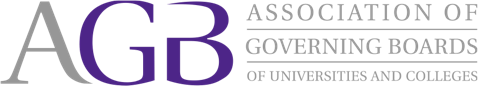 AGB
ASSOCIATION OF
GOVERNING BOARDS
OF UNIVERSITIES AND COLLEGES